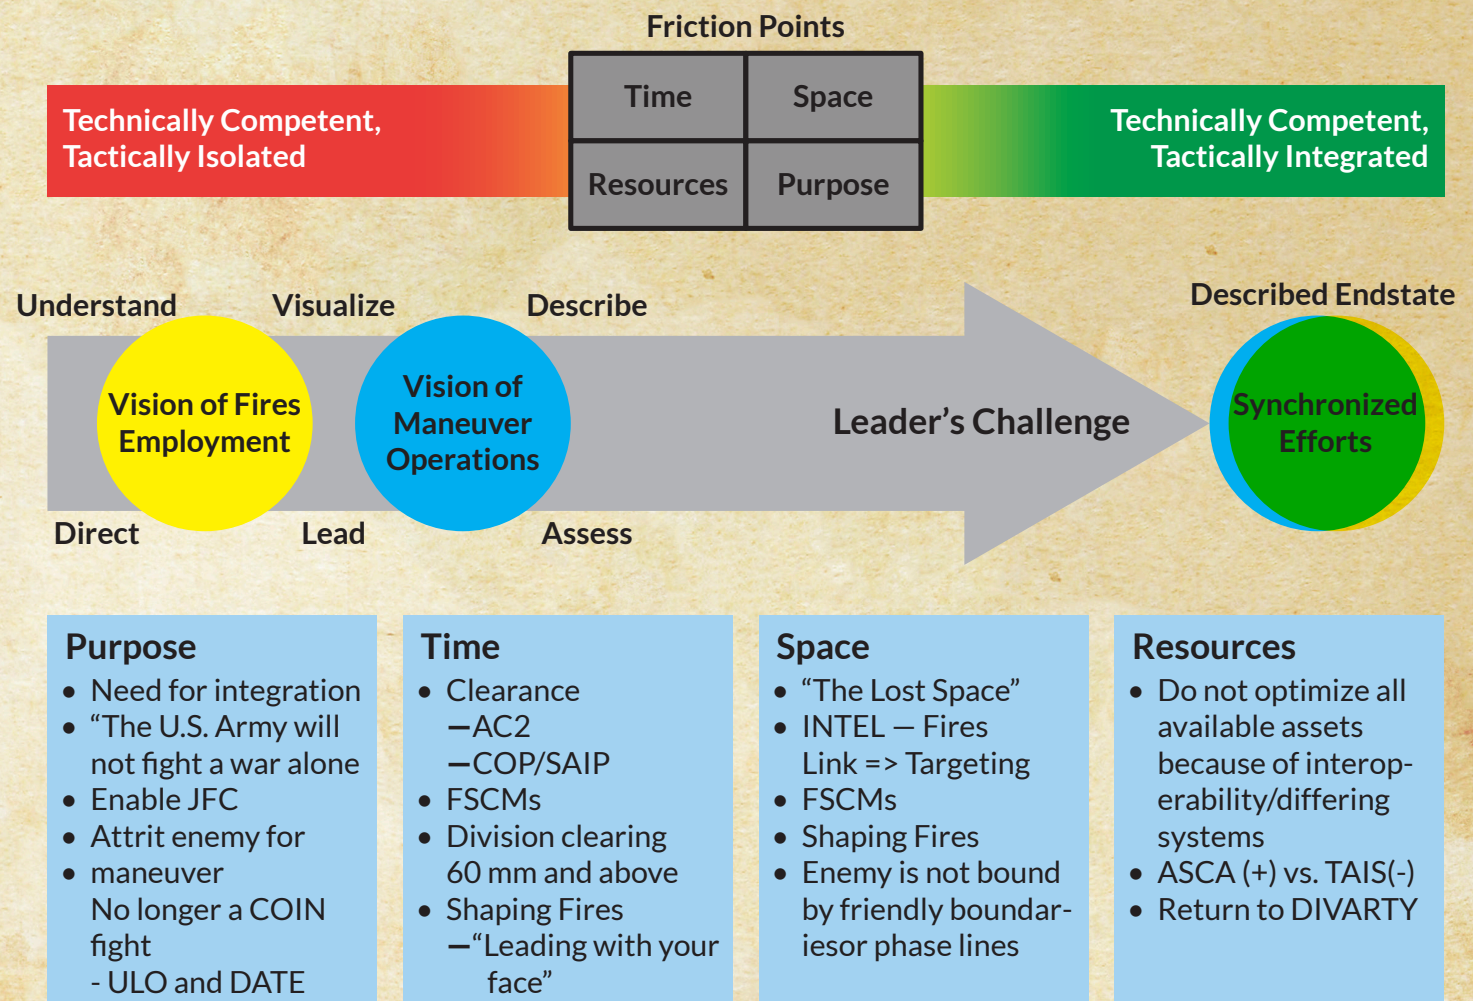 Friction Points
Technically Competent,
Tactically Isolated
Time
Space
Resources
Purpose
Technically Competent,
Tactically Integrated
Understand
Visualize
Describe
Described Endstate
Vision of Fires
Employment
Vision of
Maneuver
Operations
Leader’s Challenge
Synchronized
Efforts
Direct
Lead
Assess
Purpose
• Need for integration
• “The U.S. Army will
not fight a war alone
• Enable JFC
• Attrit enemy for
• maneuver
No longer a COIN
fight
- ULO and DATE
Time
• Clearance
—AC2
—COP/SAIP
• FSCMs
• Division clearing
60 mm and above
• Shaping Fires
—“Leading with your
face”
Space
• “The Lost Space”
• INTEL — Fires
Link => Targeting
• FSCMs
• Shaping Fires
• Enemy is not bound
by friendly boundar-
iesor phase lines
Resources
• Do not optimize all
available assets
because of interop-
erability/differing
systems
• ASCA (+) vs. TAIS(-)
• Return to DIVARTY